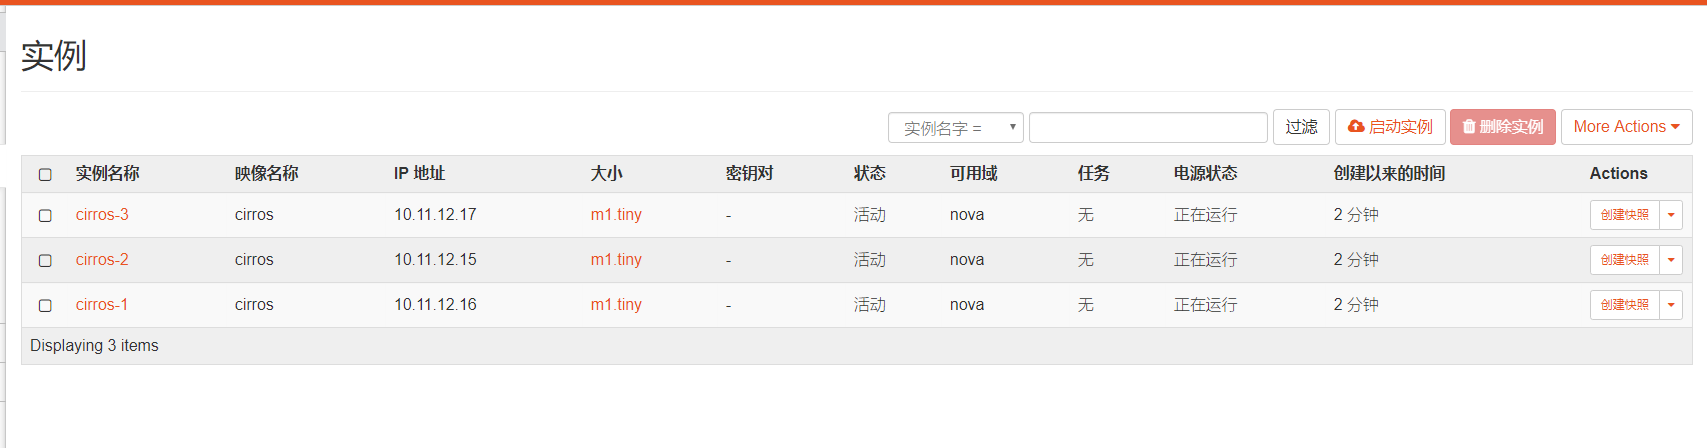 实例
实例名字 = 过滤 启动实例 删除实例 More Actions
实例名称 映像名称 IP 地址 大小 密钥对 状态 可用域 任务 电源状态 创建以来的时间 Actions
cirros-3 cirros 10.11.12.17 m1.tiny - 活动 nova 无 正在运行 2 分钟 创建快照
cirros-2 cirros 10.11.12.15 m1.tiny - 活动 nova 无 正在运行 2 分钟 创建快照
cirros-1 cirros 10.11.12.16 m1.tiny - 活动 nova 无 正在运行 2 分钟 创建快照
Displaying 3 items